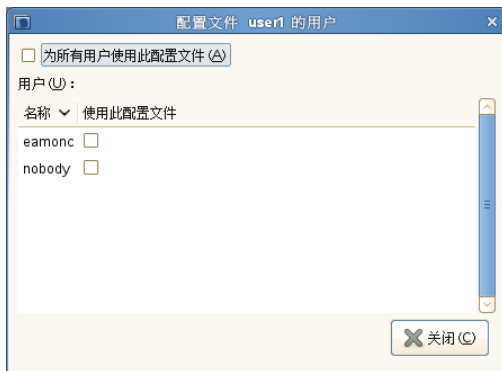 配置文件 user1 的用户
为所有用户使用此配置文件(A)
用户(U)：
名称 使用此配置文件
eamonc
nobody
关闭(C)